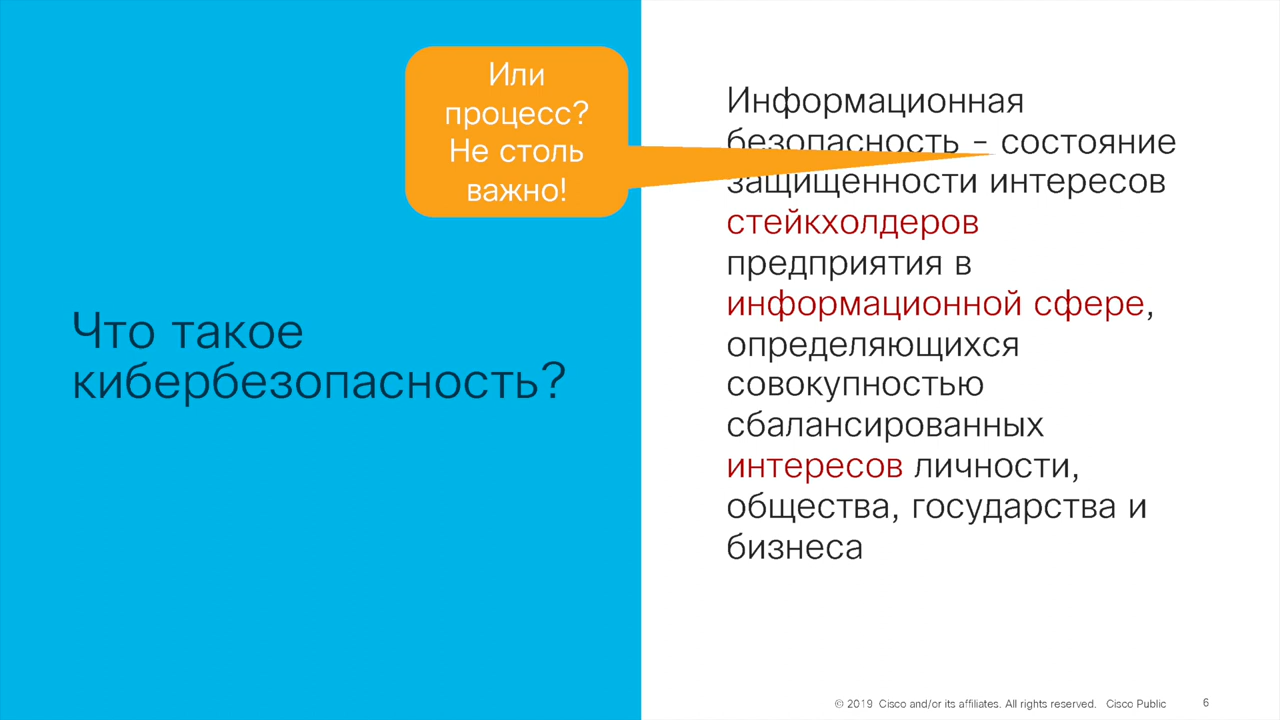 Или
процесс?
Не столь
важно!
Что такое
кибербезопасность?
Информационная
безопасность - состояние
защищенности интересов
стейкхолдеров
предприятия в
информационной сфере,
определяющихся
совокупностью
сбалансированных
интересов личности,
общества, государства и
бизнеса
© 2019 Cisco and/or its affiliates. All rights reserved. Cisco Public 6